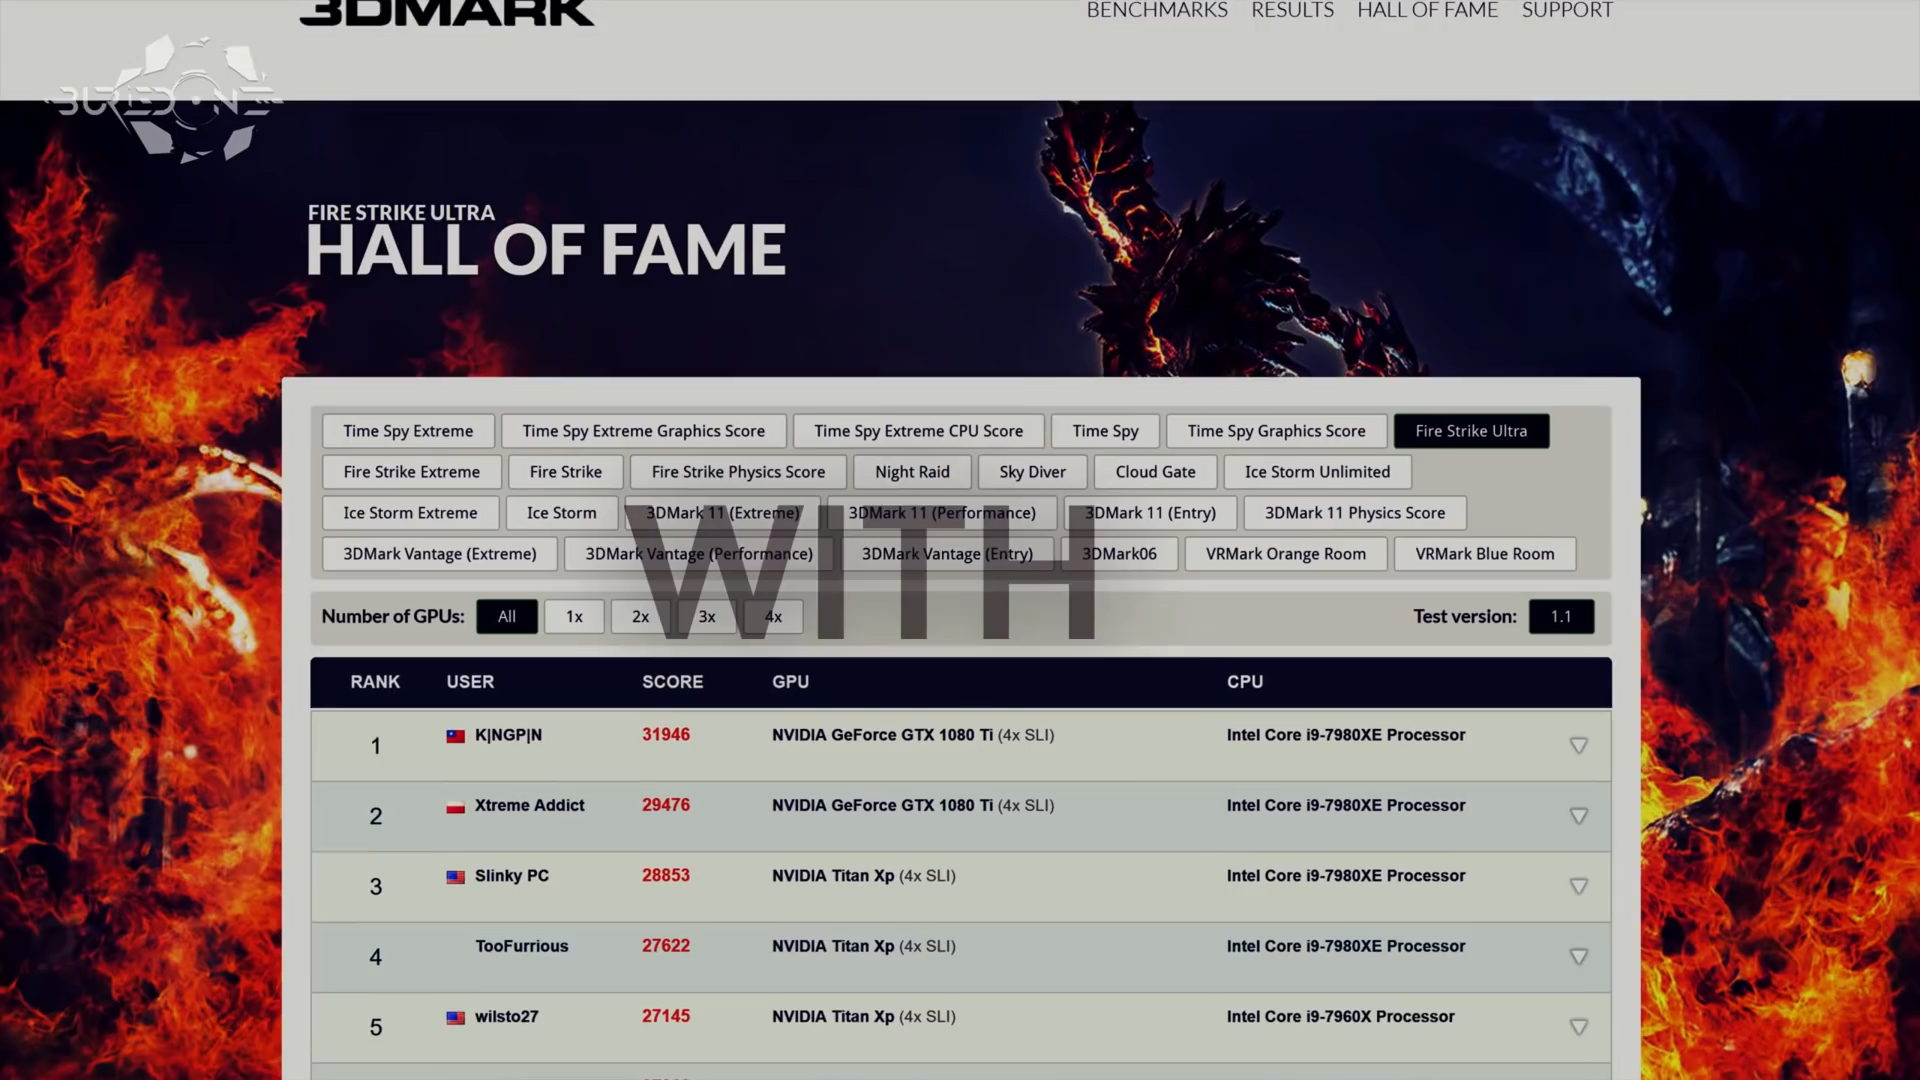 3DMARK
BENCHMARKS RESULTS HALL OF FAME SUPPORT
BURIEDONE
FIRE STRIKE ULTRA
HALL OF FAME
Time Spy Extreme Time Spy Extreme Graphics Score Time Spy Extreme CPU Score Time Spy Time Spy Graphics Score Fire Strike Ultra
Fire Strike Extreme Fire Strike Fire Strike Physics Score Night Raid Sky Diver Cloud Gate Ice Storm Unlimited
Ice Storm Extreme Ice Storm 3DMark 11 (Extreme) 3DMark 11 (Performance) 3DMark 11 (Entry) 3DMark 11 Physics Score
3DMark Vantage (Extreme) 3DMark Vantage (Performance) 3DMark Vantage (Entry) 3DMark06 VRMark Orange Room VRMark Blue Room
WITH
Number of GPUs: All 1x 2x 3x 4x Test version: 1.1
RANK USER SCORE GPU CPU
1 K|NGP|N 31946 NVIDIA GeForce GTX 1080 Ti (4x SLI) Intel Core i9-7980XE Processor
2 Xtreme Addict 29476 NVIDIA GeForce GTX 1080 Ti (4x SLI) Intel Core i9-7980XE Processor
3 Slinky PC 28853 NVIDIA Titan Xp (4x SLI) Intel Core i9-7980XE Processor
4 TooFurrious 27622 NVIDIA Titan Xp (4x SLI) Intel Core i9-7980XE Processor
5 wilsto27 27145 NVIDIA Titan Xp (4x SLI) Intel Core i9-7960X Processor